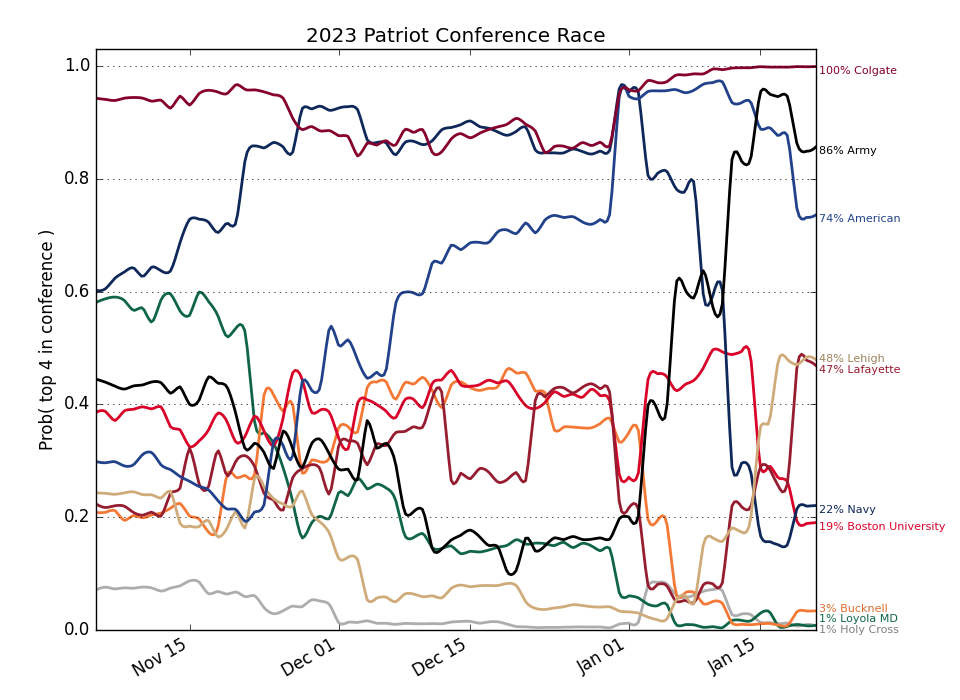 2023 Patriot Conference Race
Prob( top 4 in conference )
1.0
0.8
0.6
0.4
0.2
0.0
Nov 15
Dec 01
Dec 15
Jan 01
Jan 15
100% Colgate
86% Army
74% American
48% Lehigh
47% Lafayette
22% Navy
19% Boston University
3% Bucknell
1% Loyola MD
1% Holy Cross